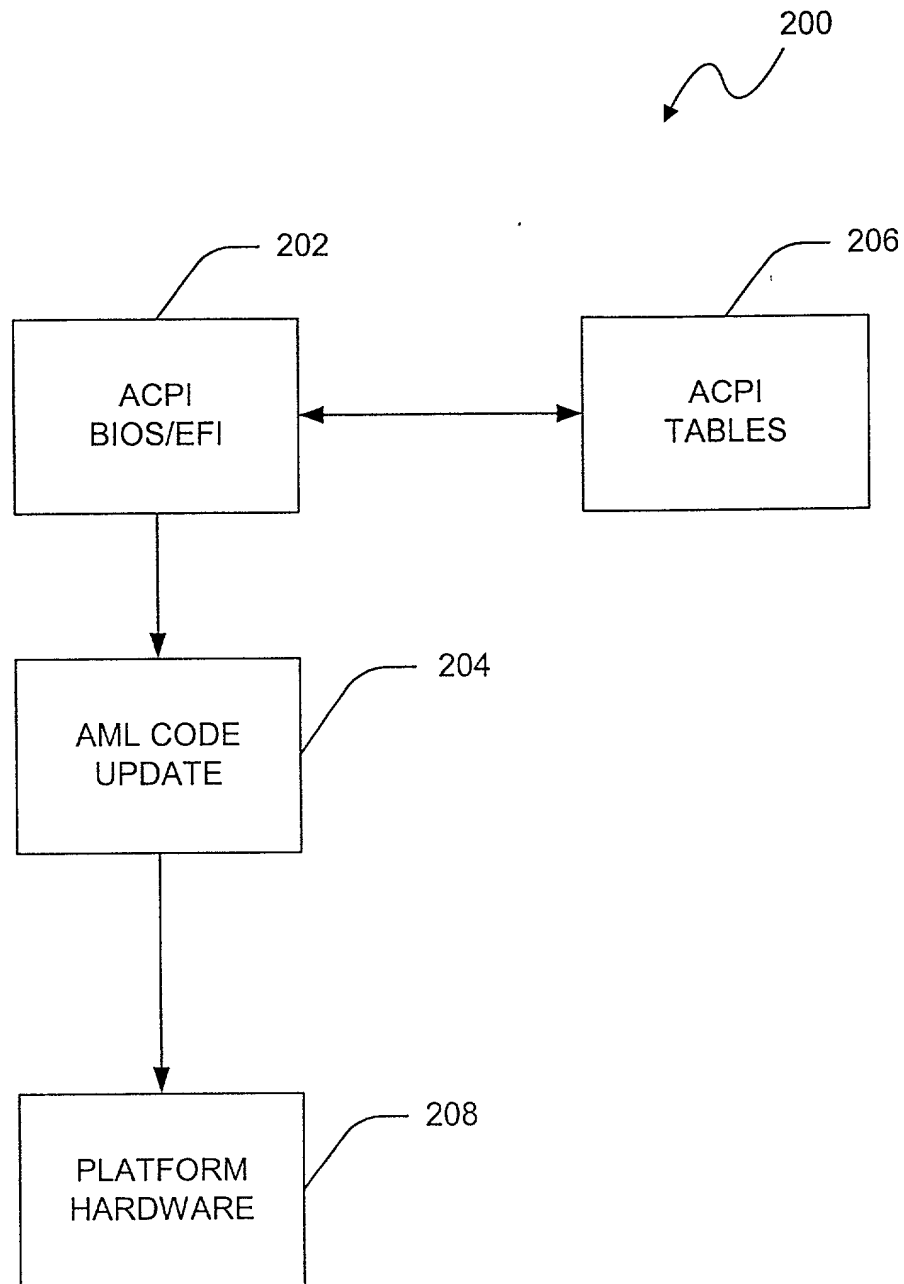 200
202
206
ACPI
BIOS/EFI
ACPI
TABLES
204
AML CODE
UPDATE
208
PLATFORM
HARDWARE